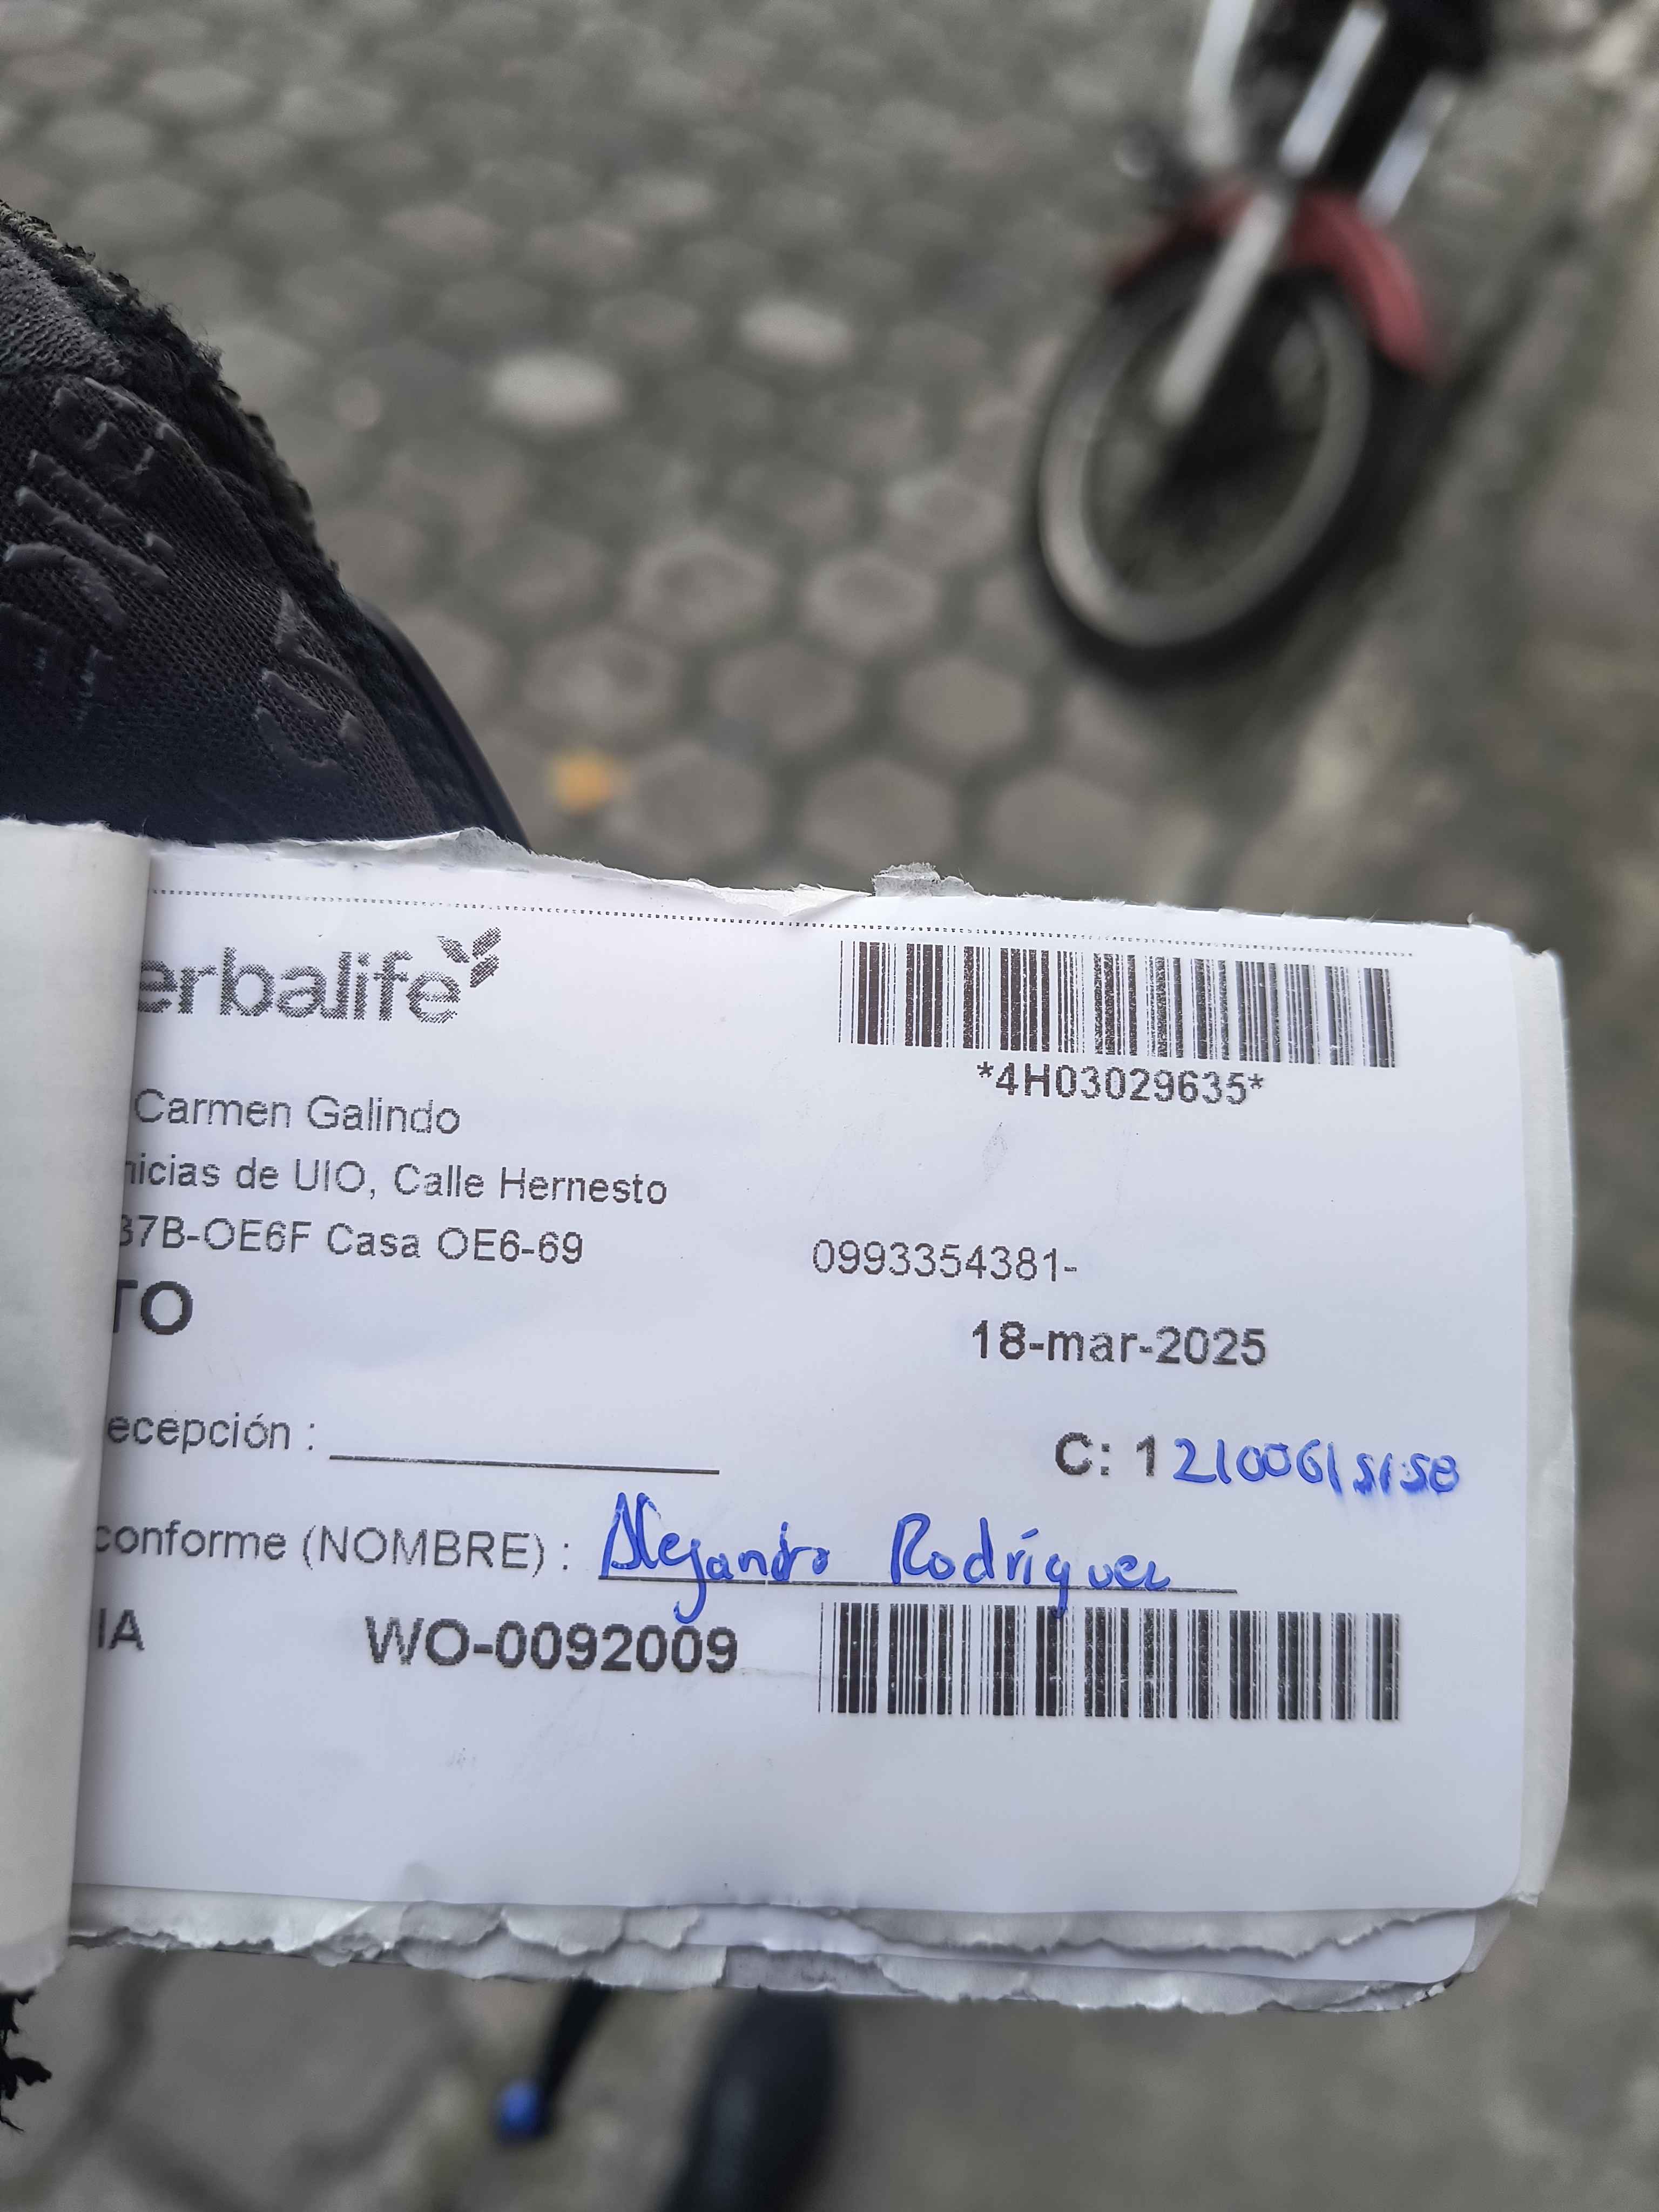 erbalife
*4H03029635*
Carmen Galindo
nicias de UIO, Calle Hernesto
37B-OE6F Casa OE6-69 0993354381-
TO 18-mar-2025
ecepción : C: 1
conforme (NOMBRE) : Alejandro Rodríguez
IA WO-0092009